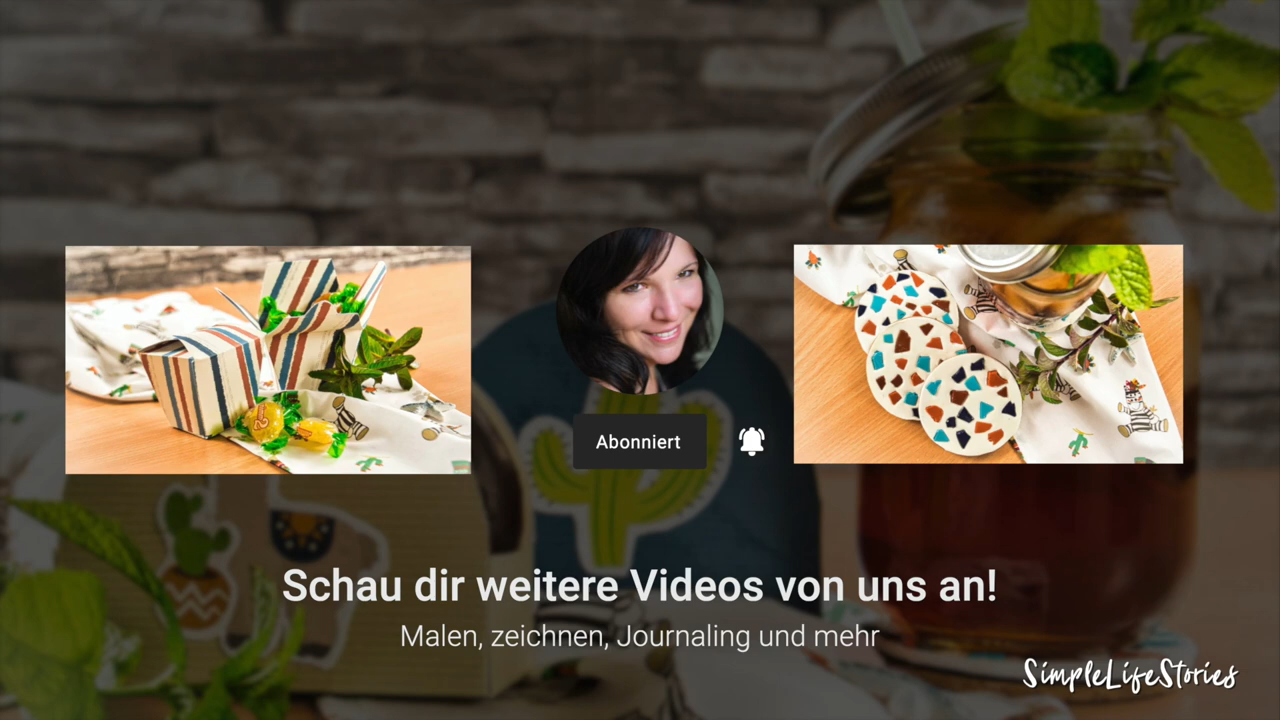 Abonniert
Schau dir weitere Videos von uns an!
Malen, zeichnen, Journaling und mehr
SimpleLifeStories